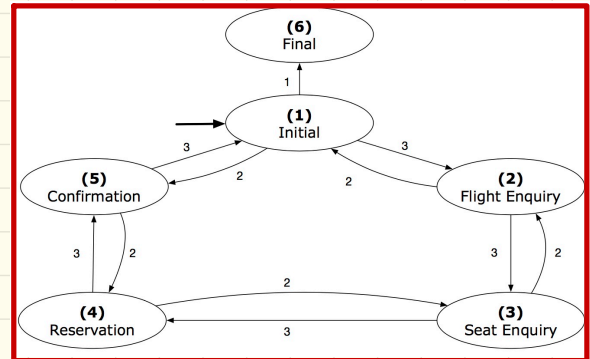 (6)
Final
1
(1)
Initial
3
3
2
2
(5)
Confirmation
(2)
Flight Enquiry
3
2
3
2
2
(4)
Reservation
3
(3)
Seat Enquiry